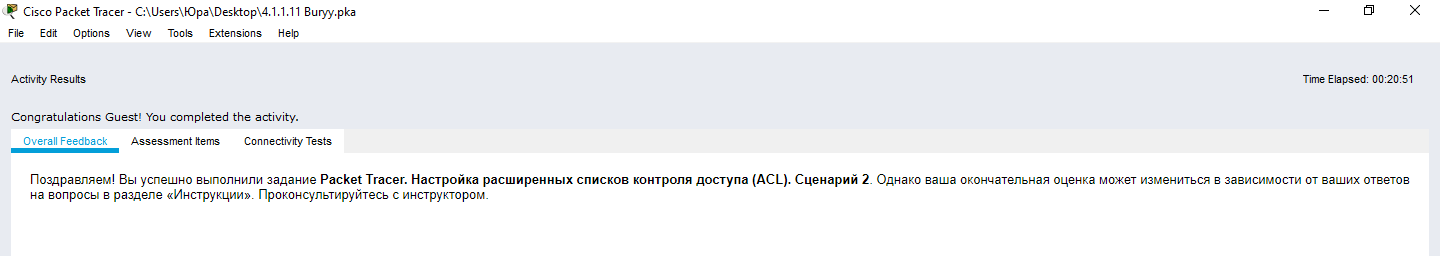 Cisco Packet Tracer - C:\Users\Юра\Desktop\4.1.1.11 Buryy.pka
File Edit Options View Tools Extensions Help
Activity Results
Time Elapsed: 00:20:51
Congratulations Guest! You completed the activity.
Overall Feedback Assessment Items Connectivity Tests
Поздравляем! Вы успешно выполнили задание Packet Tracer. Настройка расширенных списков контроля доступа (ACL). Сценарий 2. Однако ваша окончательная оценка может измениться в зависимости от ваших ответов
на вопросы в разделе «Инструкции». Проконсультируйтесь с инструктором.